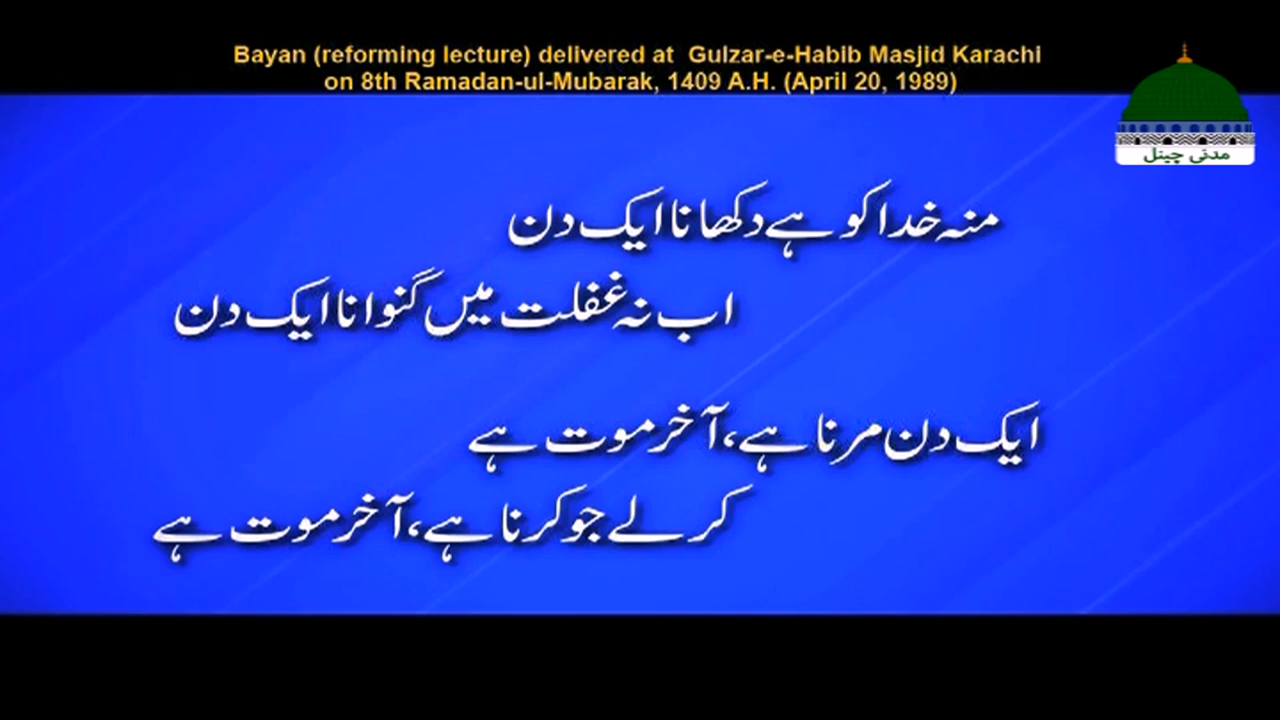 Bayan (reforming lecture) delivered at Gulzar-e-Habib Masjid Karachi
on 8th Ramadan-ul-Mubarak, 1409 A.H. (April 20, 1989)
مدنی چینل
منہ خدا کو ہے دکھانا ایک دن
اب نہ غفلت میں گنوانا ایک دن
ایک دن مرنا ہے، آخر موت ہے
کر لے جو کرنا ہے، آخر موت ہے